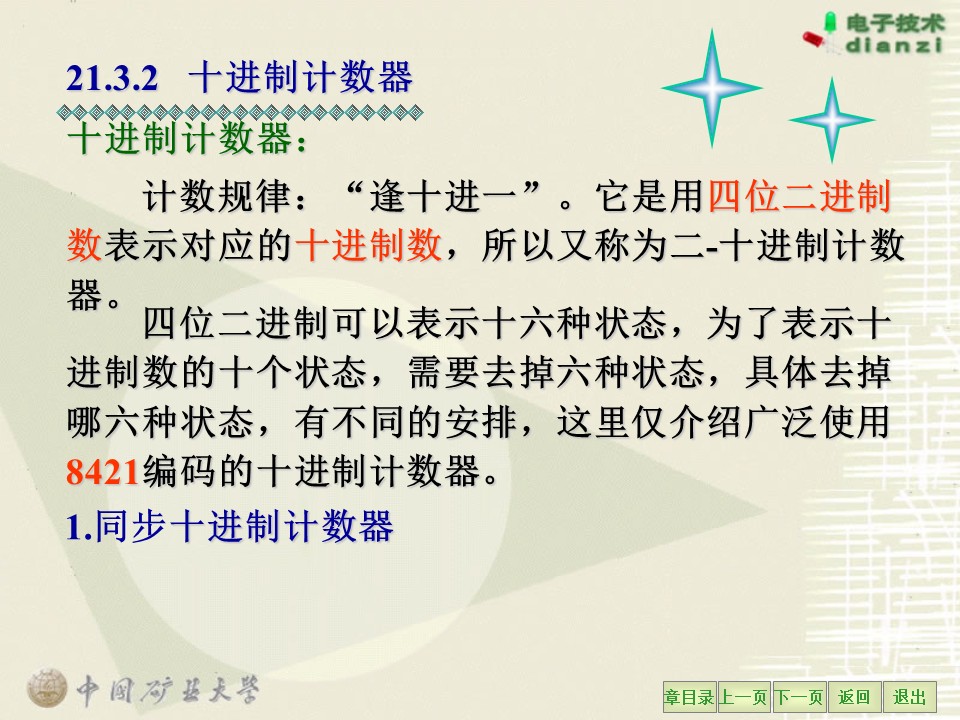 电子技术
dianzi
21.3.2 十进制计数器
十进制计数器：
计数规律：“逢十进一”。它是用四位二进制
数表示对应的十进制数，所以又称为二-十进制计数
器。
四位二进制可以表示十六种状态，为了表示十
进制数的十个状态，需要去掉六种状态，具体去掉
哪六种状态，有不同的安排，这里仅介绍广泛使用
8421编码的十进制计数器。
1.同步十进制计数器
中国矿业大学
章目录 上一页 下一页 返回 退出